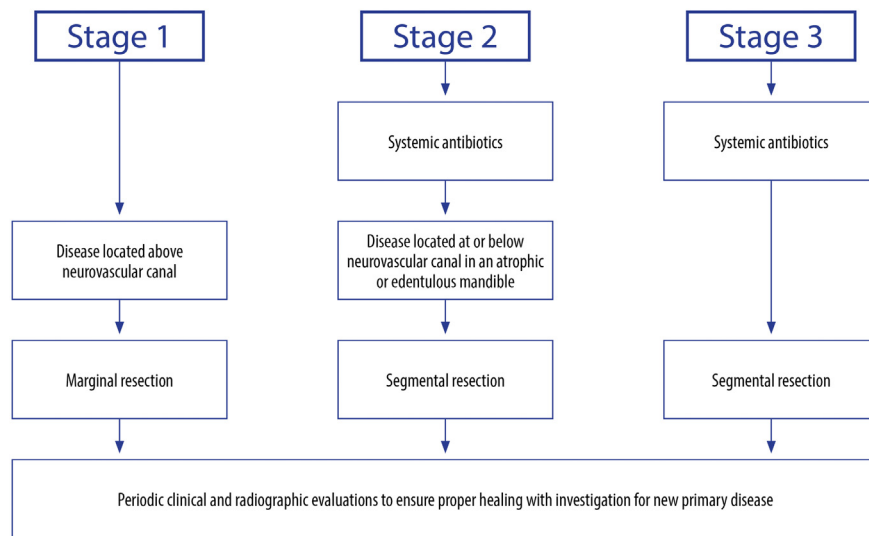 Stage 1
Stage 2
Stage 3
Systemic antibiotics
Systemic antibiotics
Disease located above
neurovascular canal
Disease located at or below
neurovascular canal in an atrophic
or edentulous mandible
Marginal resection
Segmental resection
Segmental resection
Periodic clinical and radiographic evaluations to ensure proper healing with investigation for new primary disease